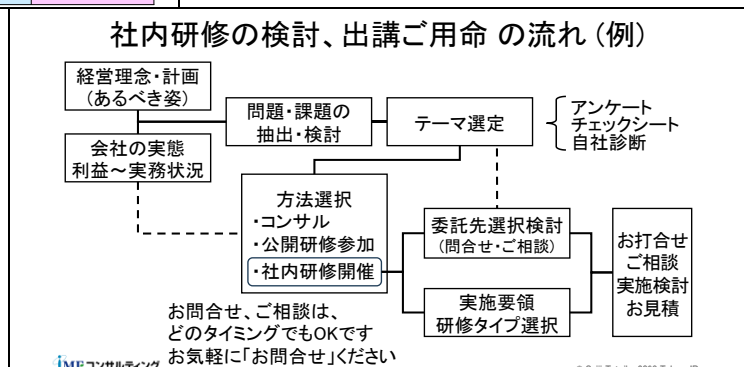 社内研修の検討、出講ご用命 の流れ (例)
経営理念・計画
(あるべき姿)
会社の実態
利益～実務状況
問題・課題の
抽出・検討
テーマ選定
アンケート
チェックシート
自社診断
方法選択
・コンサル
・公開研修参加
・社内研修開催
委託先選択検討
(問合せ・ご相談)
実施要領
研修タイプ選択
お打合せ
ご相談
実施検討
お見積
お問合せ、ご相談は、
どのタイミングでもOKです
お気軽に「お問合せ」ください
コンサルティング